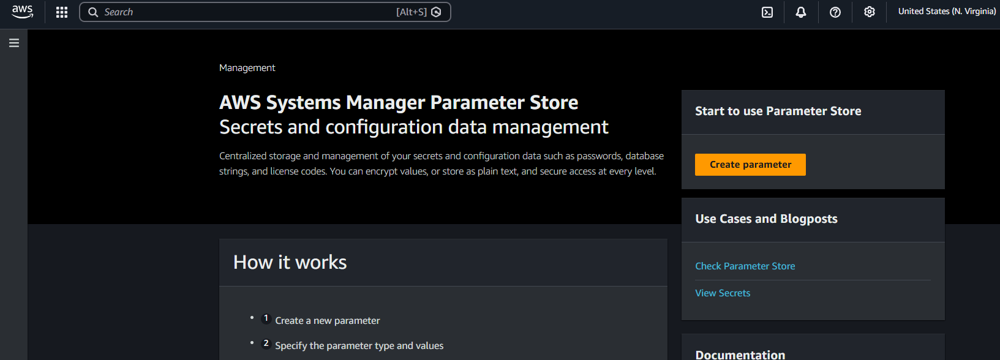 aws
Search
[Alt+S]
United States (N. Virginia)
Management
AWS Systems Manager Parameter Store
Secrets and configuration data management
Centralized storage and management of your secrets and configuration data such as passwords, database
strings, and license codes. You can encrypt values, or store as plain text, and secure access at every level.
Start to use Parameter Store
Create parameter
Use Cases and Blogposts
Check Parameter Store
View Secrets
How it works
• 1 Create a new parameter
• 2 Specify the parameter type and values
Documentation